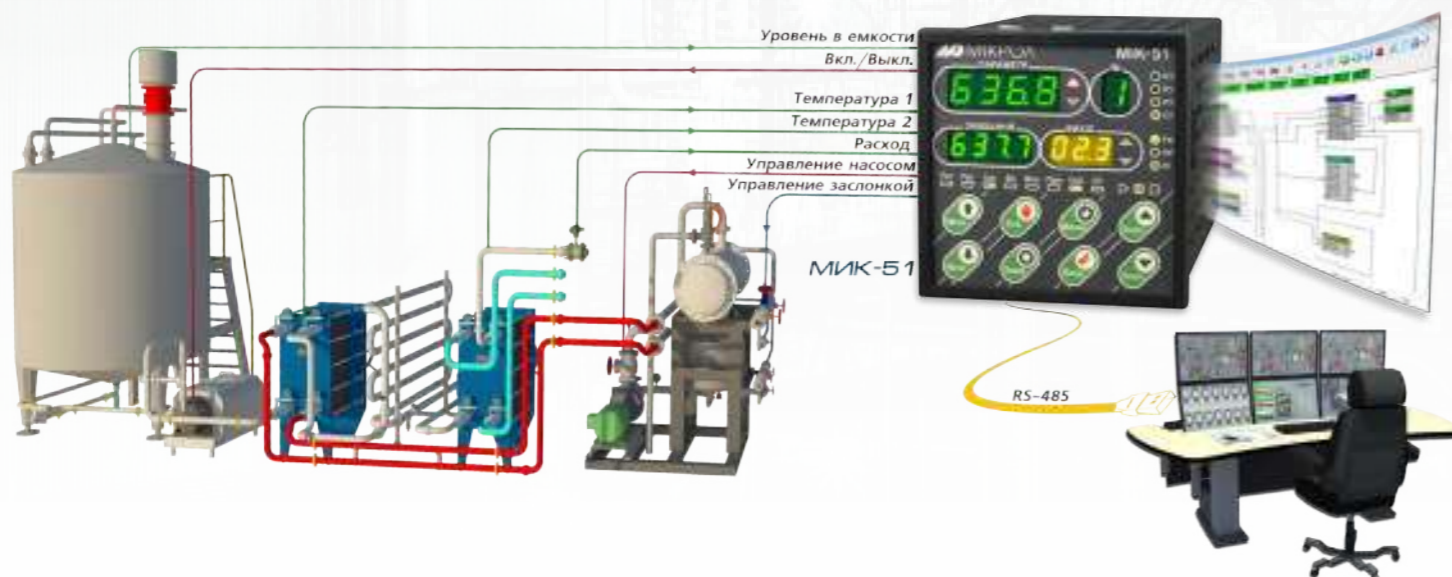 Уровень в емкости
Вкл./Выкл.
Температура 1
Температура 2
Расход
Управление насосом
Управление заслонкой
МИКРОЛ
МИК-51
636.8
1
637.7
02.3
МИК-51
RS-485